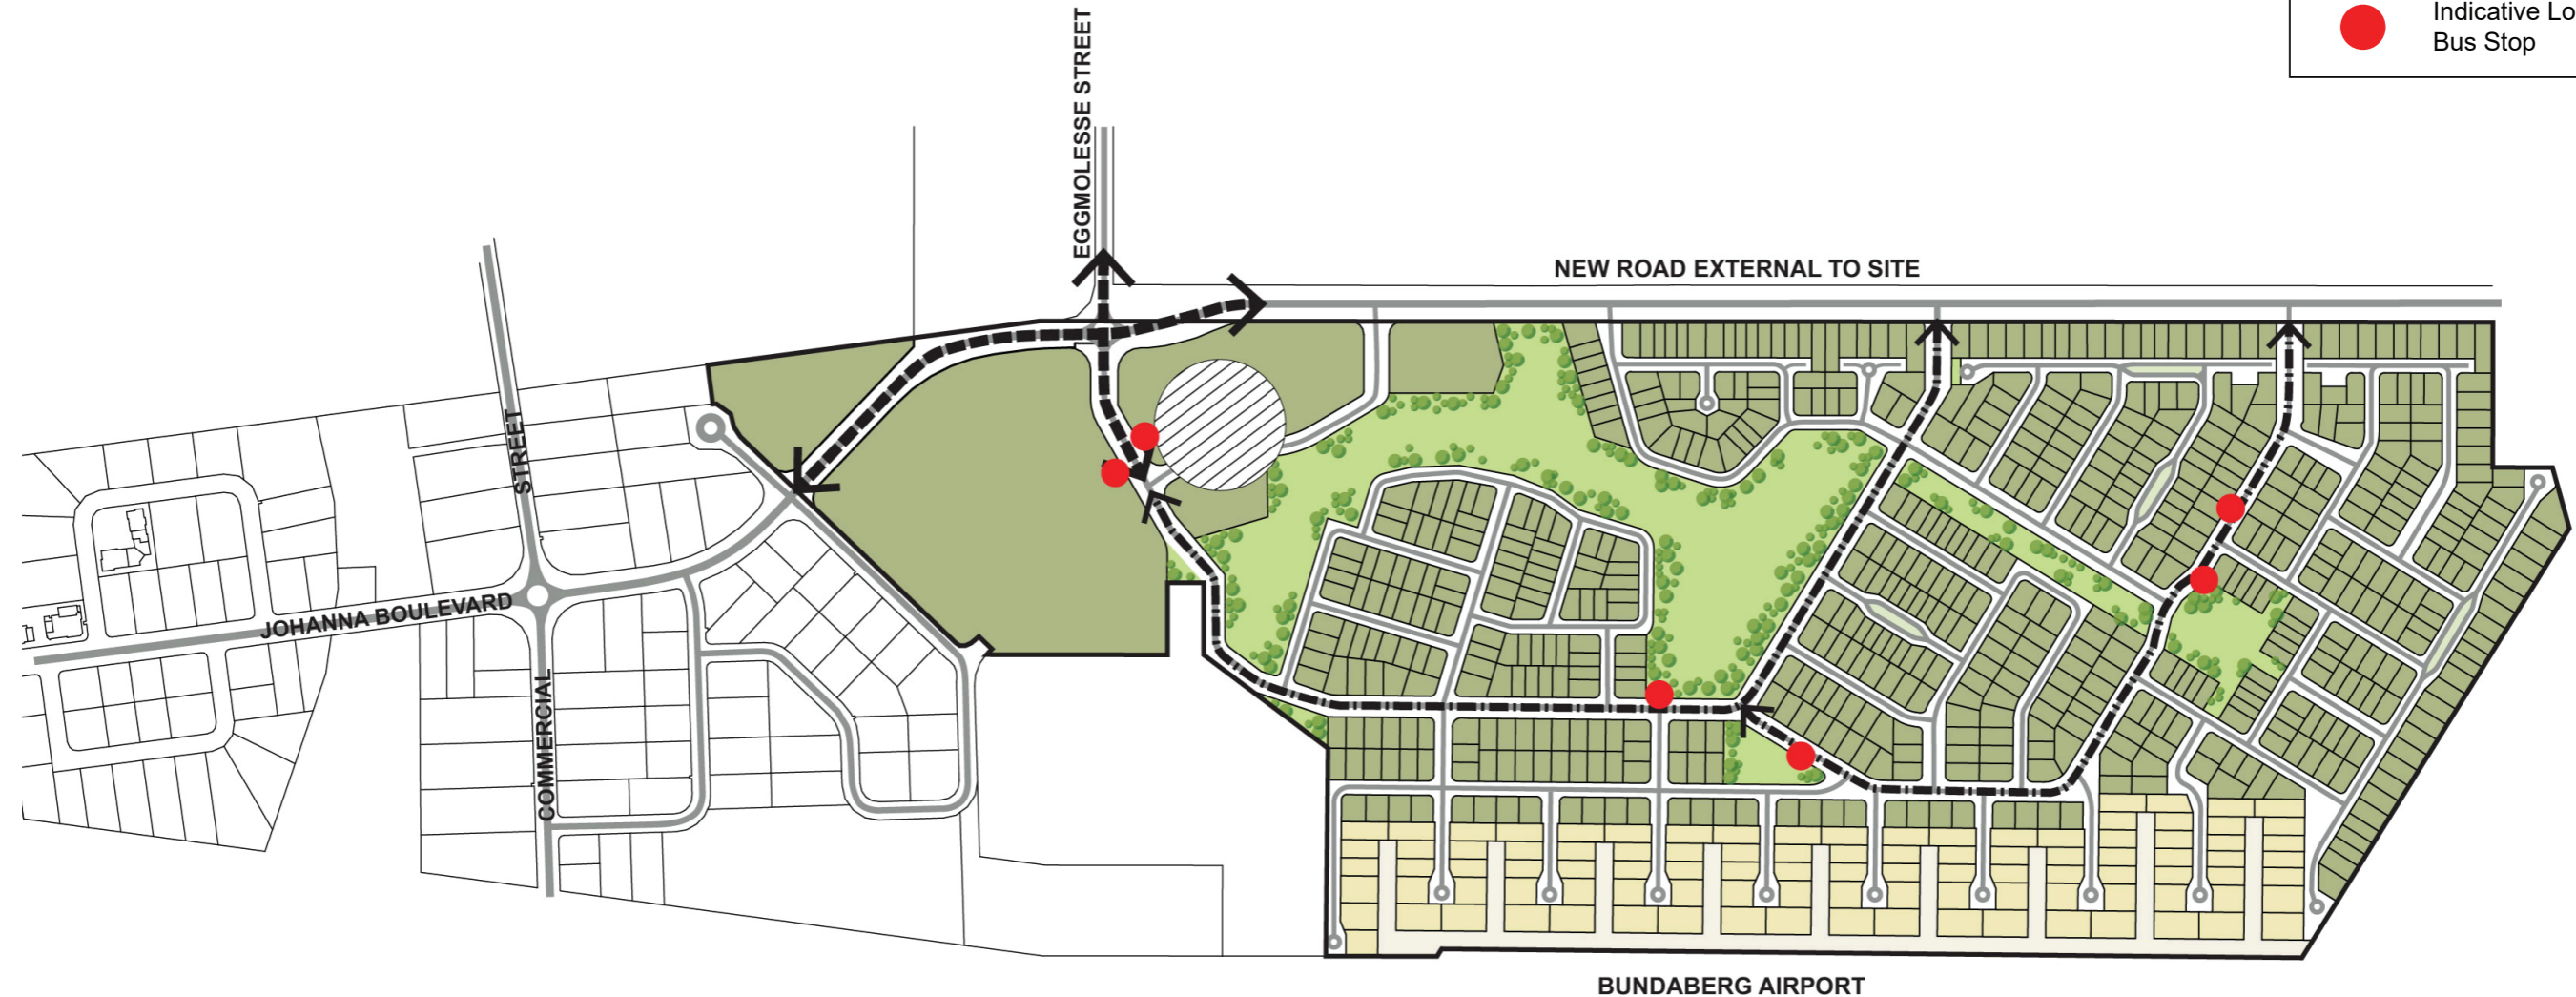 Indicative Lo
Bus Stop
EGGMOLESSE STREET
NEW ROAD EXTERNAL TO SITE
STREET
JOHANNA BOULEVARD
COMMERCIAL
BUNDABERG AIRPORT